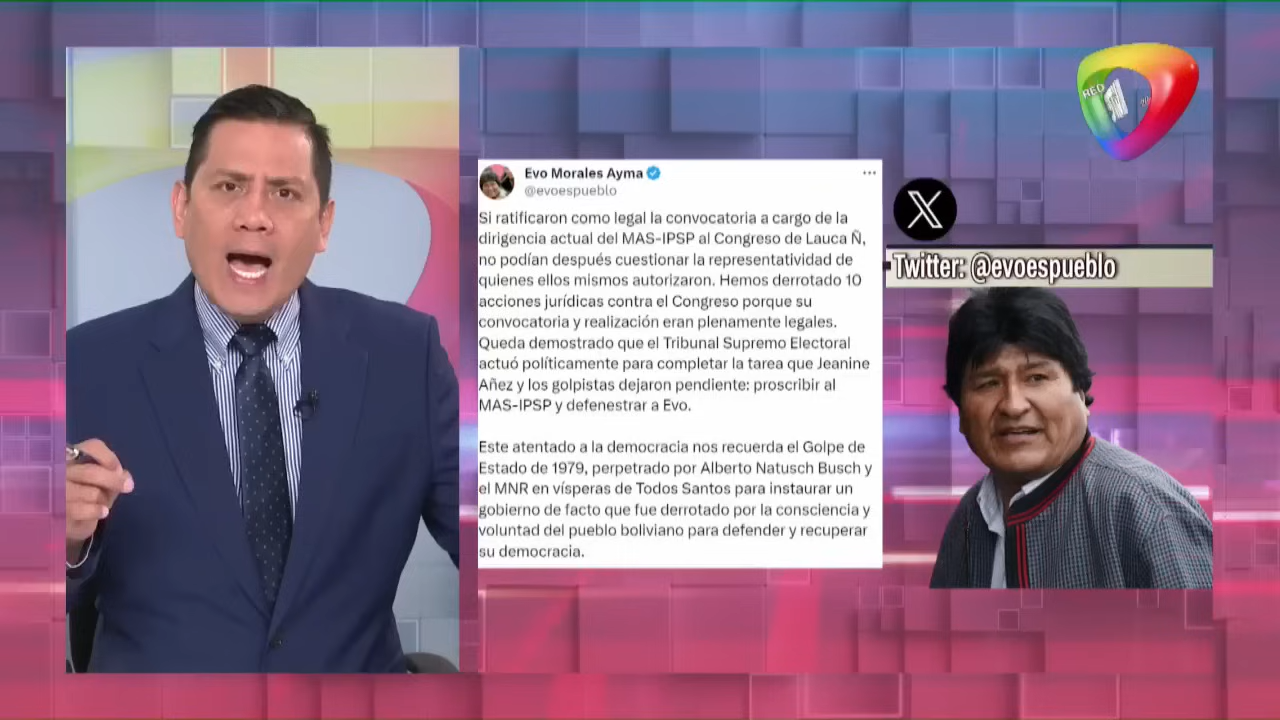 RED
Evo Morales Ayma
@evoespueblo
Si ratificaron como legal la convocatoria a cargo de la
dirigencia actual del MAS-IPSP al Congreso de Lauca Ñ,
no podían después cuestionar la representatividad de
quienes ellos mismos autorizaron. Hemos derrotado 10
acciones jurídicas contra el Congreso porque su
convocatoria y realización eran plenamente legales.
Queda demostrado que el Tribunal Supremo Electoral
actuó políticamente para completar la tarea que Jeanine
Añez y los golpistas dejaron pendiente: proscribir al
MAS-IPSP y defenestrar a Evo.
Este atentado a la democracia nos recuerda el Golpe de
Estado de 1979, perpetrado por Alberto Natusch Busch y
el MNR en vísperas de Todos Santos para instaurar un
gobierno de facto que fue derrotado por la consciencia y
voluntad del pueblo boliviano para defender y recuperar
su democracia.
X
Twitter: @evoespueblo